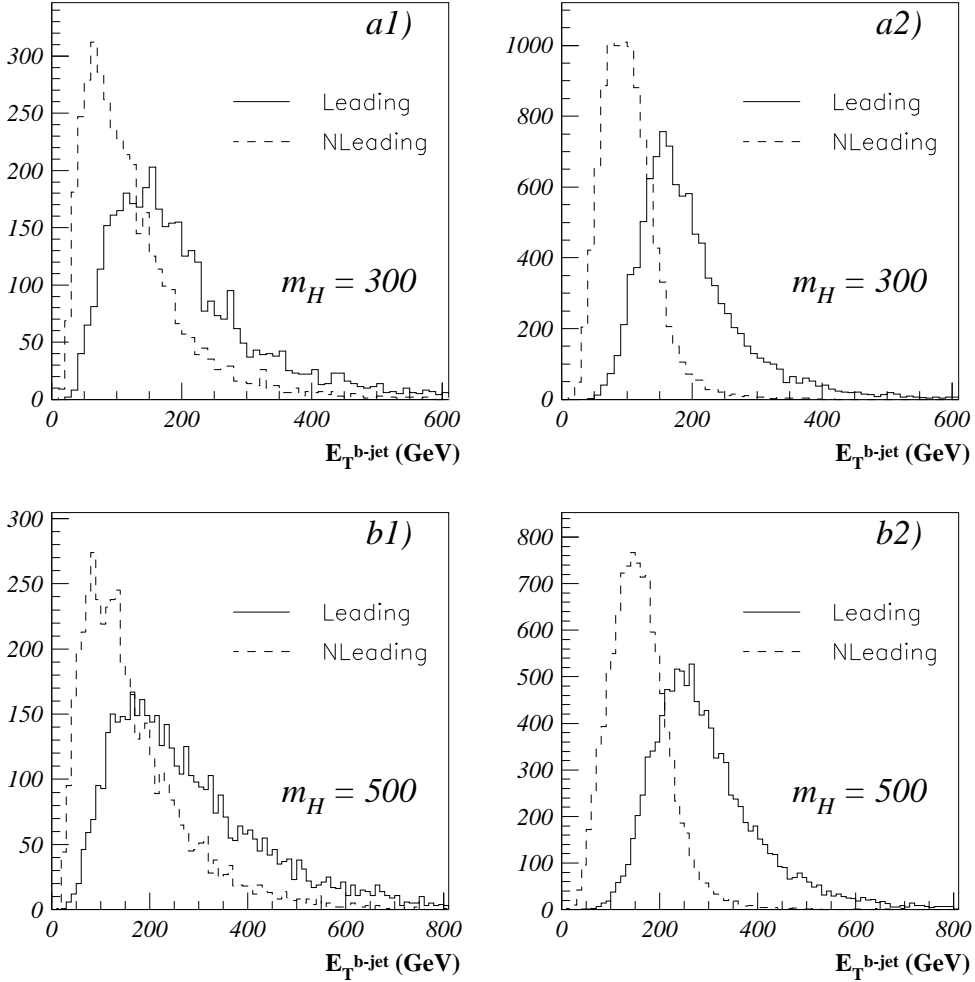 a1)
300
250
200
150
100
50
0
Leading
NLeading
m_H = 300
0 200 400 600
E_T^b-jet (GeV)
a2)
1000
800
600
400
200
0
Leading
NLeading
m_H = 300
0 200 400 600
E_T^b-jet (GeV)
b1)
300
250
200
150
100
50
0
Leading
NLeading
m_H = 500
0 200 400 600 800
E_T^b-jet (GeV)
b2)
800
700
600
500
400
300
200
100
0
Leading
NLeading
m_H = 500
0 200 400 600 800
E_T^b-jet (GeV)